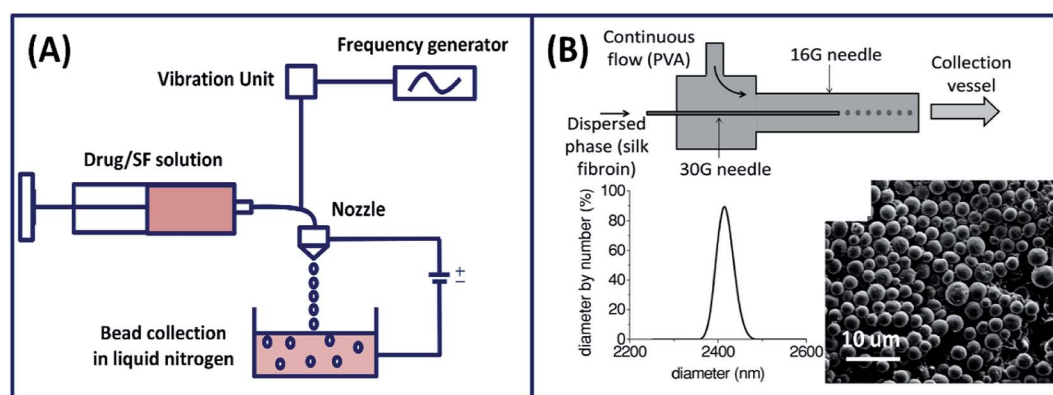 (A)
Frequency generator
Vibration Unit
Drug/SF solution
Nozzle
±
−
Bead collection
in liquid nitrogen
(B)
Continuous
flow (PVA)
16G needle
Collection
vessel
Dispersed
phase (silk
fibroin)
30G needle
diameter by number (%)
100
80
60
40
20
0
2200
2400
2600
diameter (nm)
10 um